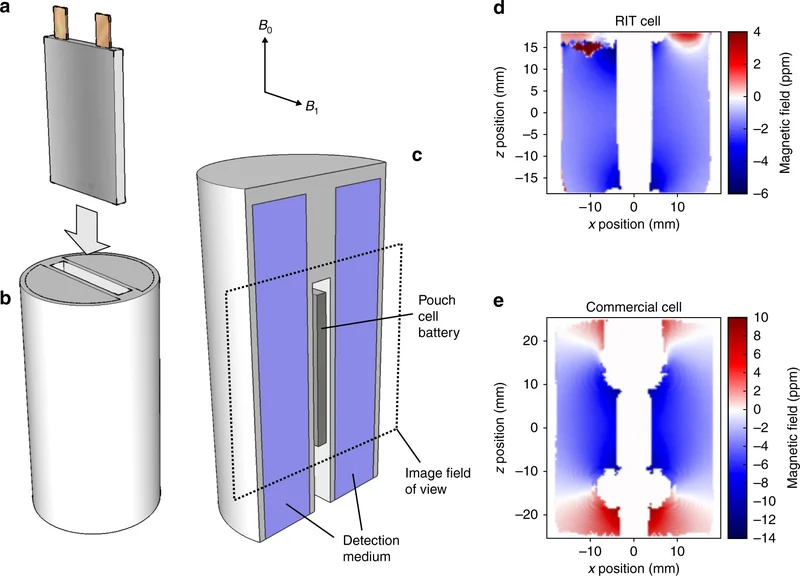 a
B0
B1
b
c
Pouch
cell
battery
Image field
of view
Detection
medium
d
RIT cell
z position (mm)
15
10
5
0
−5
−10
−15
−10
0
10
x position (mm)
4
2
0
−2
−4
−6
Magnetic field (ppm)
e
Commercial cell
z position (mm)
20
10
0
−10
−20
−10
0
10
x position (mm)
10
8
6
4
2
0
−2
−4
−6
−8
−10
−12
−14
Magnetic field (ppm)